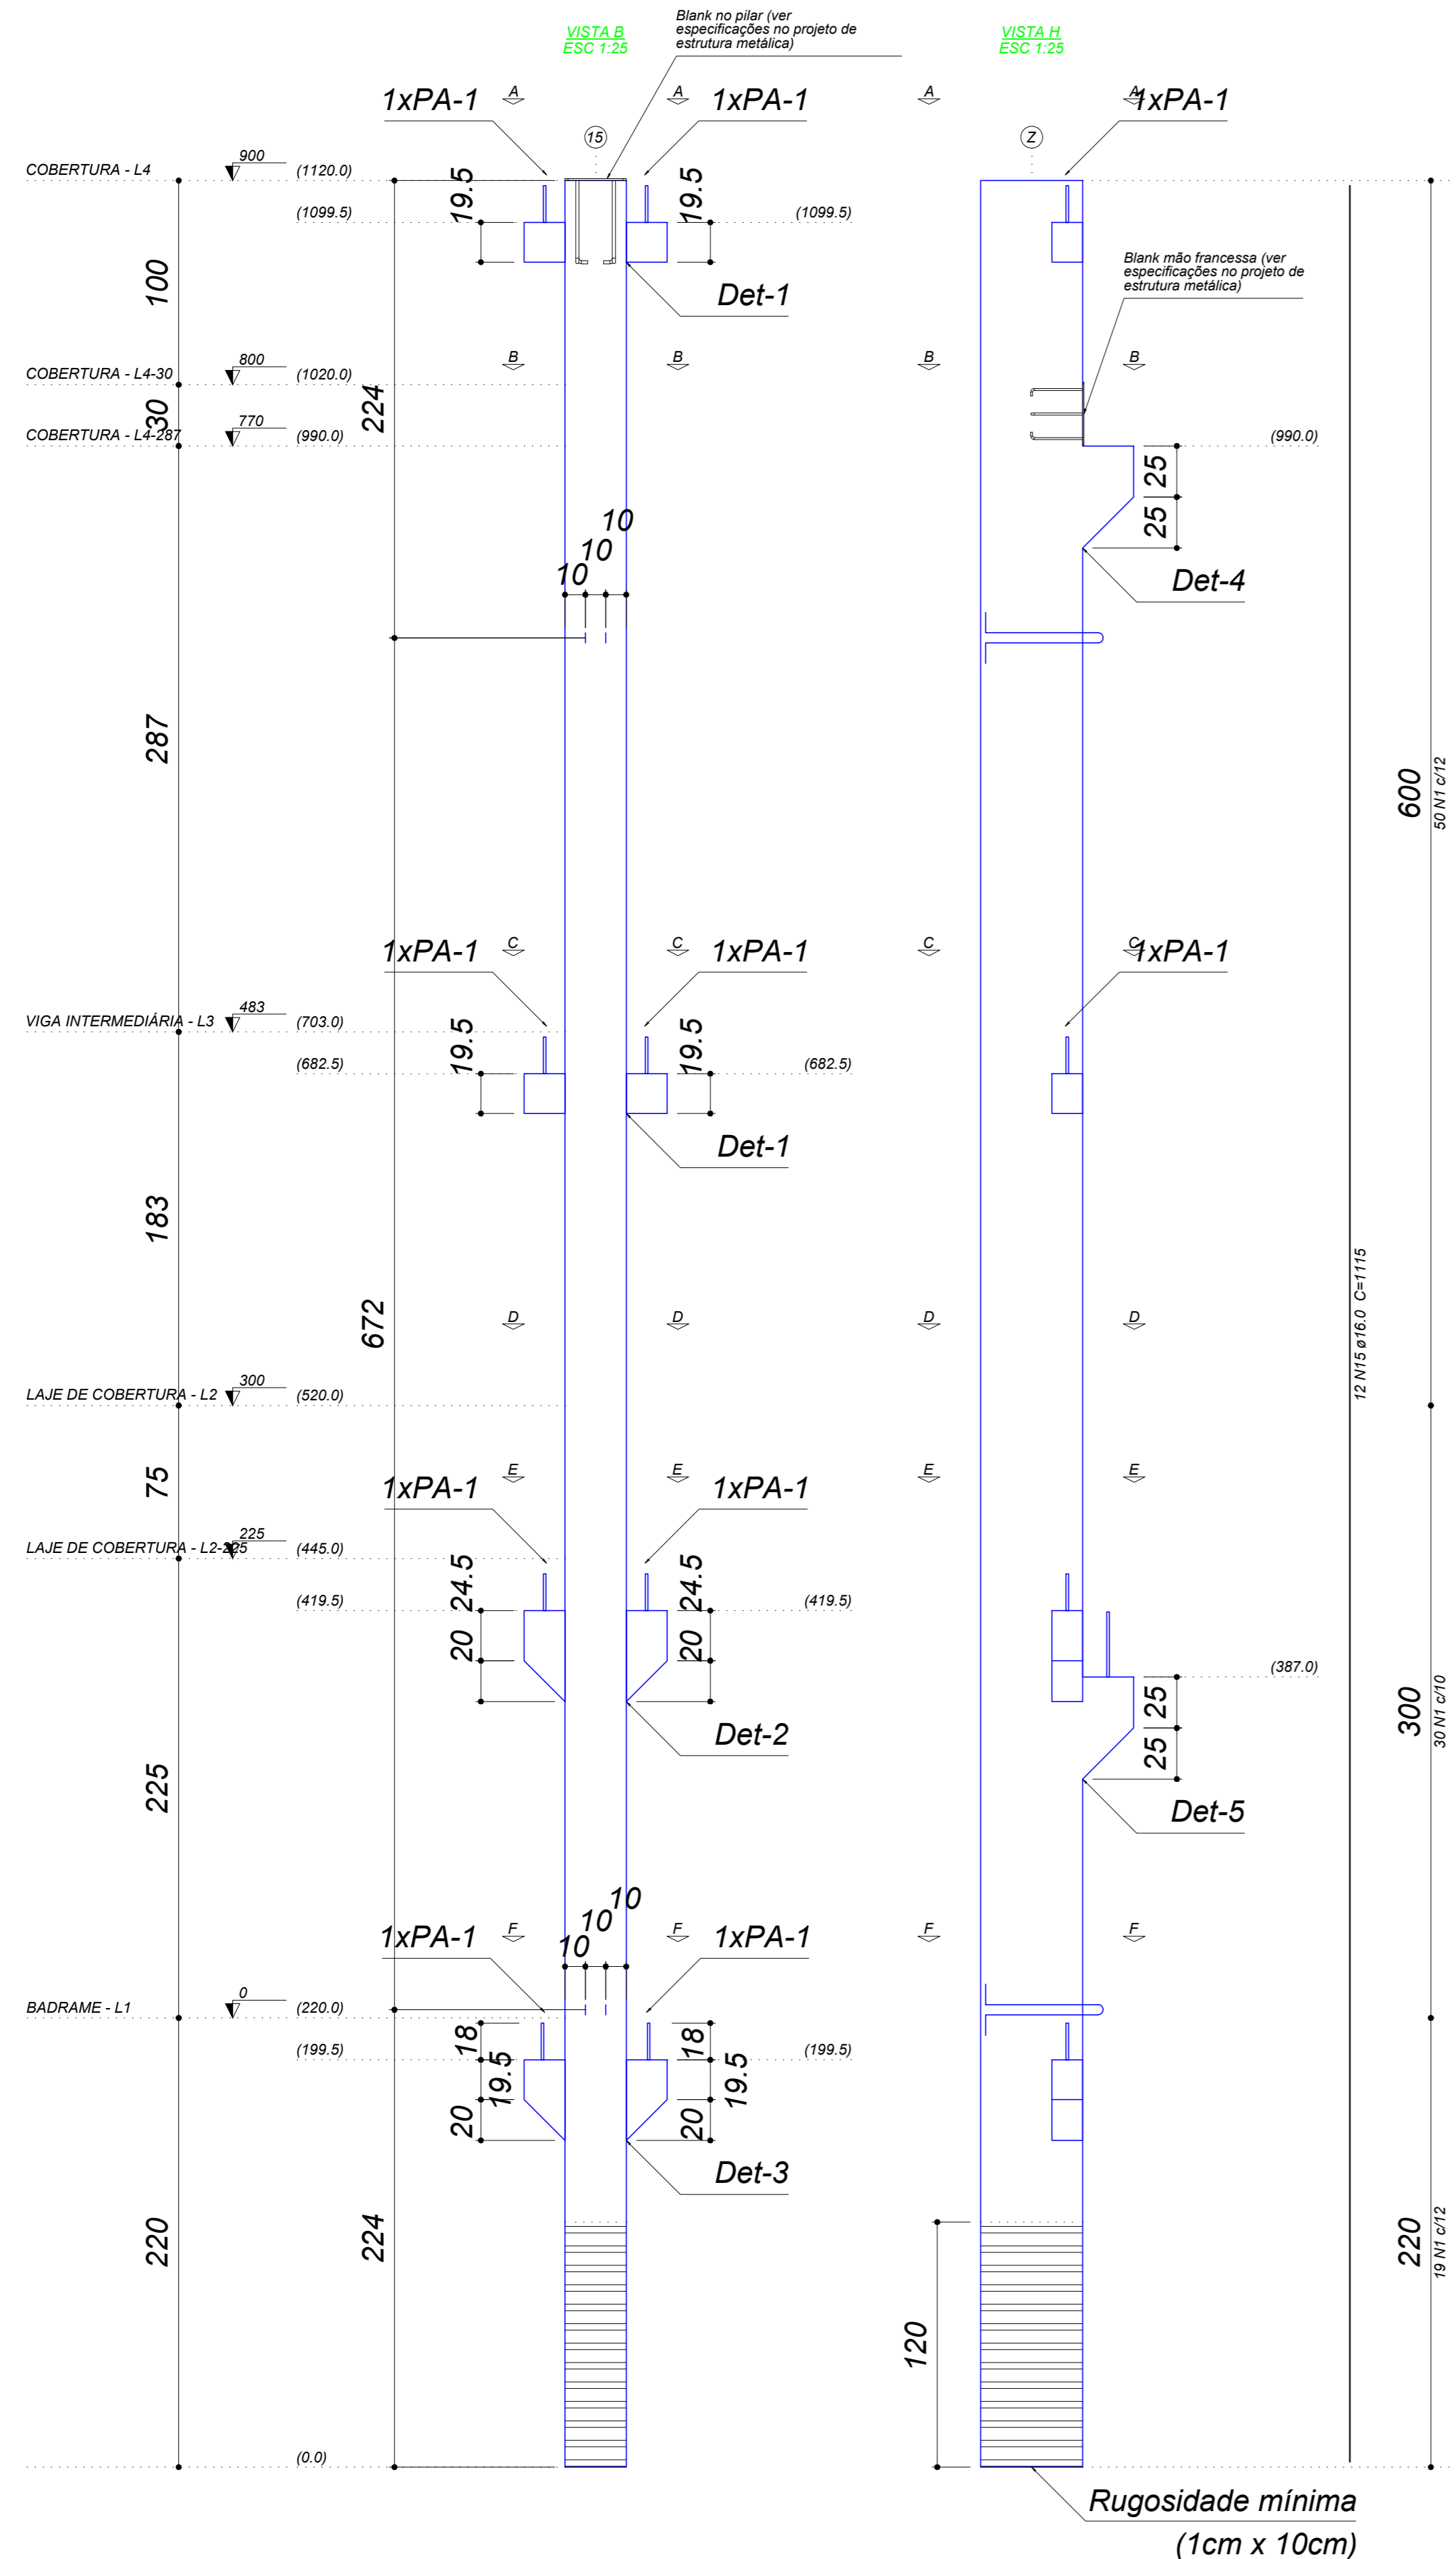 Blank no pilar (ver
especificações no projeto de
estrutura metálica)
VISTA B
ESC 1:25
VISTA H
ESC 1:25
1xPA-1
A
A
1xPA-1
A
A
1xPA-1
15
Z
COBERTURA - L4
900
(1120.0)
19.5
19.5
(1099.5)
(1099.5)
100
Det-1
Blank mão francessa (ver
especificações no projeto de
estrutura metálica)
B
B
B
B
COBERTURA - L4-30
800
(1020.0)
30
224
COBERTURA - L4-287
770
(990.0)
(990.0)
25
25
10
10
10
Det-4
287
600
50 N1 c/12
1xPA-1
C
C
1xPA-1
C
C
1xPA-1
VIGA INTERMEDIÁRIA - L3
483
(703.0)
19.5
19.5
(682.5)
(682.5)
Det-1
183
672
12 N15 ø16.0 C=1115
D
D
D
D
LAJE DE COBERTURA - L2
300
(520.0)
75
1xPA-1
E
E
1xPA-1
E
E
LAJE DE COBERTURA - L2-225
225
(445.0)
24.5
24.5
(419.5)
(419.5)
20
20
(387.0)
25
25
300
30 N1 c/10
Det-2
Det-5
225
10
10
10
1xPA-1
F
F
1xPA-1
F
F
BADRAME - L1
0
(220.0)
18
18
(199.5)
(199.5)
19.5
19.5
20
20
Det-3
220
224
220
19 N1 c/12
120
(0.0)
Rugosidade mínima
(1cm x 10cm)